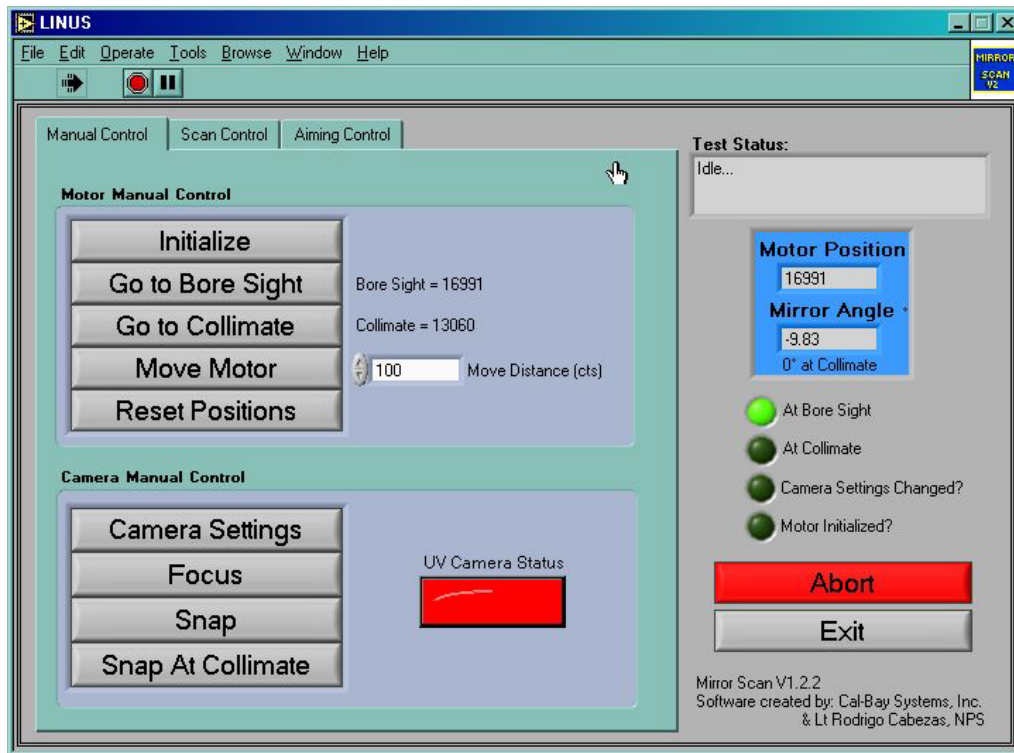 LINUS
File Edit Operate Tools Browse Window Help
MIRROR
SCAN
V2
Manual Control Scan Control Aiming Control
Motor Manual Control
Initialize
Go to Bore Sight Bore Sight = 16991
Go to Collimate Collimate = 13060
Move Motor 100 Move Distance (cts)
Reset Positions
Camera Manual Control
Camera Settings
Focus
Snap
Snap At Collimate
UV Camera Status
Test Status:
Idle...
Motor Position
16991
Mirror Angle °
-9.83
0° at Collimate
At Bore Sight
At Collimate
Camera Settings Changed?
Motor Initialized?
Abort
Exit
Mirror Scan V1.2.2
Software created by: Cal-Bay Systems, Inc.
& Lt Rodrigo Cabezas, NPS